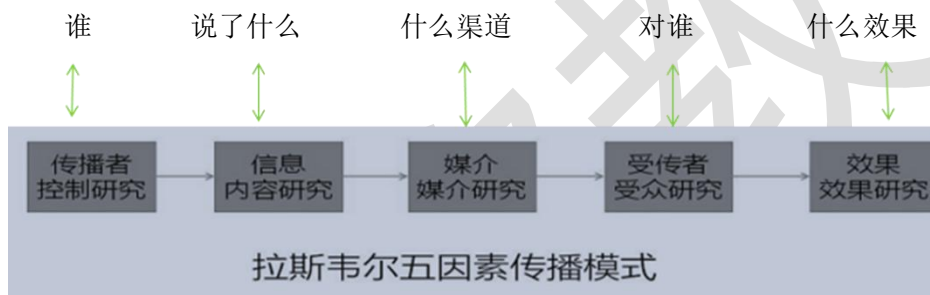 谁 说了什么 什么渠道 对谁 什么效果
传播者 信息 媒介 受传者 效果
控制研究 内容研究 媒介研究 受众研究 效果研究
拉斯韦尔五因素传播模式